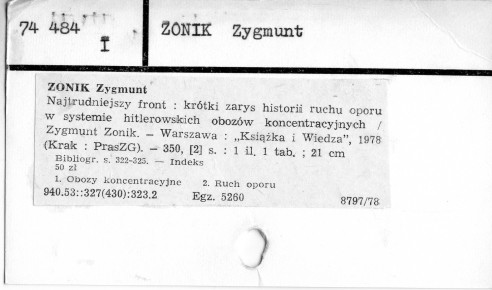 74 484 I ZONIK Zygmunt
ZONIK Zygmunt
Najtrudniejszy front : krótki zarys historii ruchu oporu
w systemie hitlerowskich obozów koncentracyjnych /
Zygmunt Zonik. — Warszawa : „Książka i Wiedza”, 1978
(Krak : PrasZG). — 350, [2] s. : 1 il. 1 tab. ; 21 cm
Bibliogr. s. 322-325. — Indeks
50 zł
1. Obozy koncentracyjne 2. Ruch oporu
940.53::327(430):323.2 Egz. 5260 8797/78